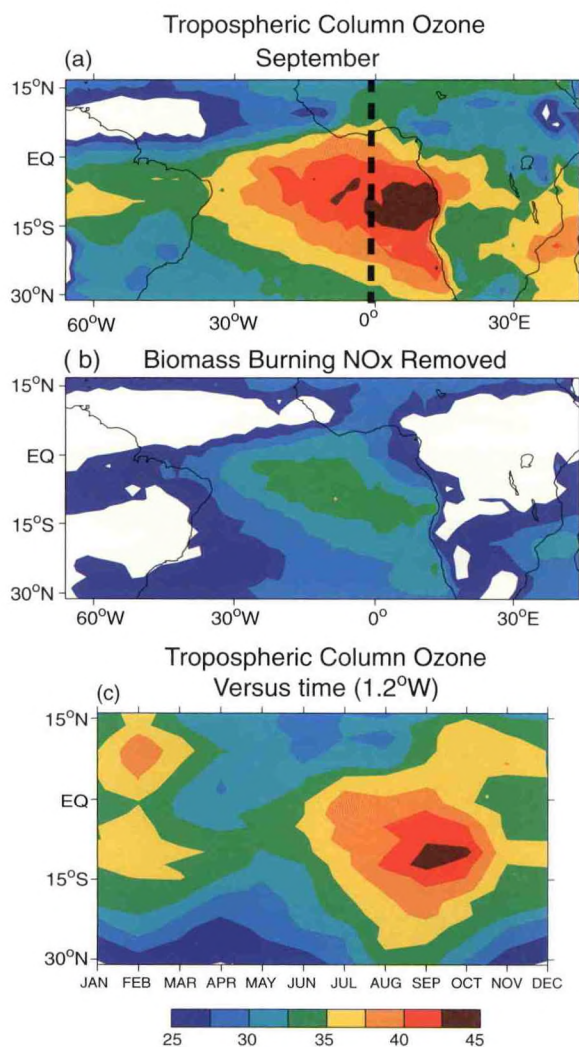 Tropospheric Column Ozone
(a) September
15°N
EQ
15°S
30°N
60°W 30°W 0° 30°E
(b) Biomass Burning NOx Removed
15°N
EQ
15°S
30°N
60°W 30°W 0° 30°E
Tropospheric Column Ozone
(c) Versus time (1.2°W)
15°N
EQ
15°S
30°N
JAN FEB MAR APR MAY JUN JUL AUG SEP OCT NOV DEC
25 30 35 40 45